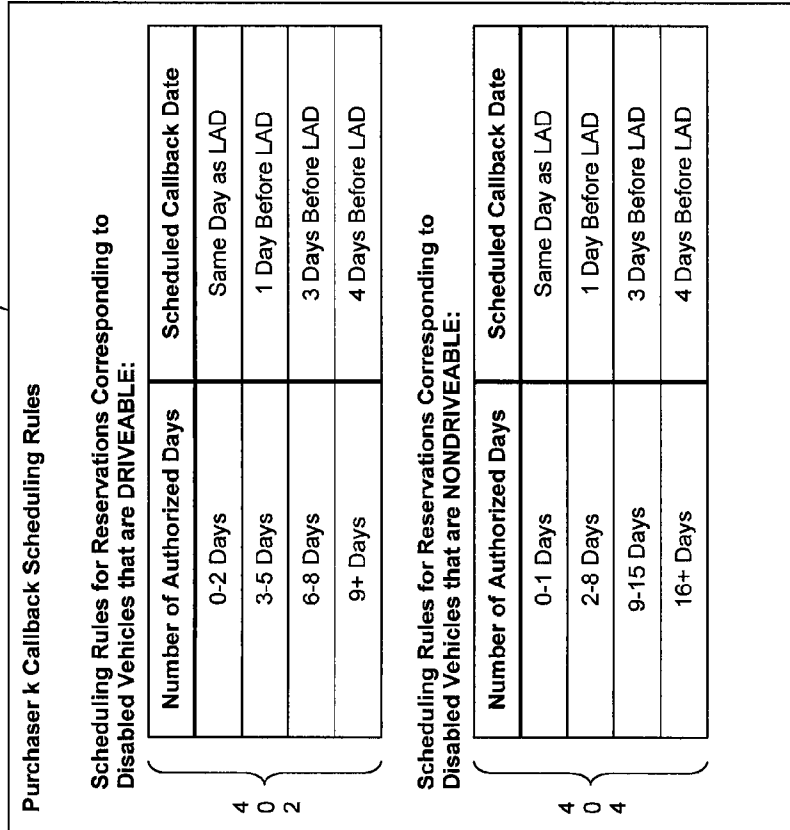 Purchaser k Callback Scheduling Rules
Scheduling Rules for Reservations Corresponding to
Disabled Vehicles that are DRIVEABLE:
Number of Authorized Days Scheduled Callback Date
0-2 Days Same Day as LAD
3-5 Days 1 Day Before LAD
6-8 Days 3 Days Before LAD
9+ Days 4 Days Before LAD
402
Scheduling Rules for Reservations Corresponding to
Disabled Vehicles that are NONDRIVEABLE:
Number of Authorized Days Scheduled Callback Date
0-1 Days Same Day as LAD
2-8 Days 1 Day Before LAD
9-15 Days 3 Days Before LAD
16+ Days 4 Days Before LAD
404